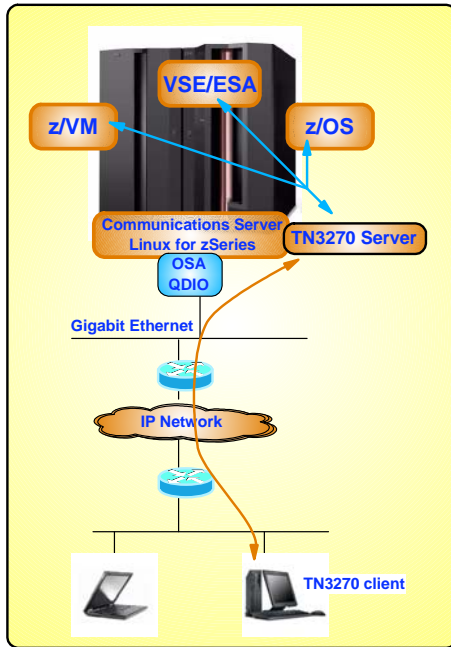 VSE/ESA
z/VM
z/OS
Communications Server
Linux for zSeries
TN3270 Server
OSA
QDIO
Gigabit Ethernet
IP Network
TN3270 client